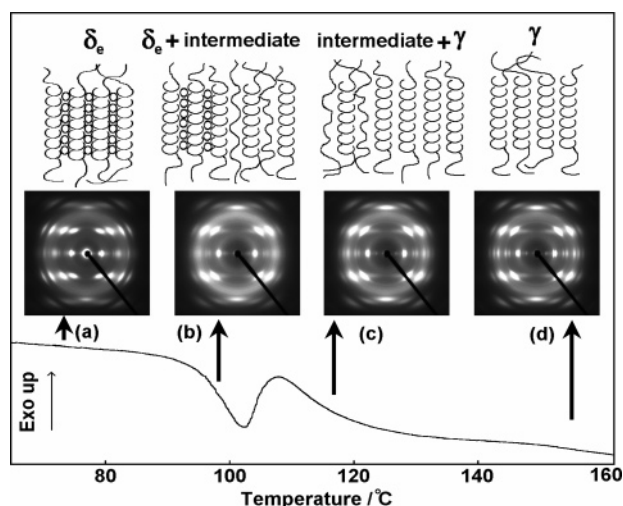 δe
δe + intermediate
intermediate + γ
γ
(a)
(b)
(c)
(d)
Exo up
80
100
120
140
160
Temperature /°C